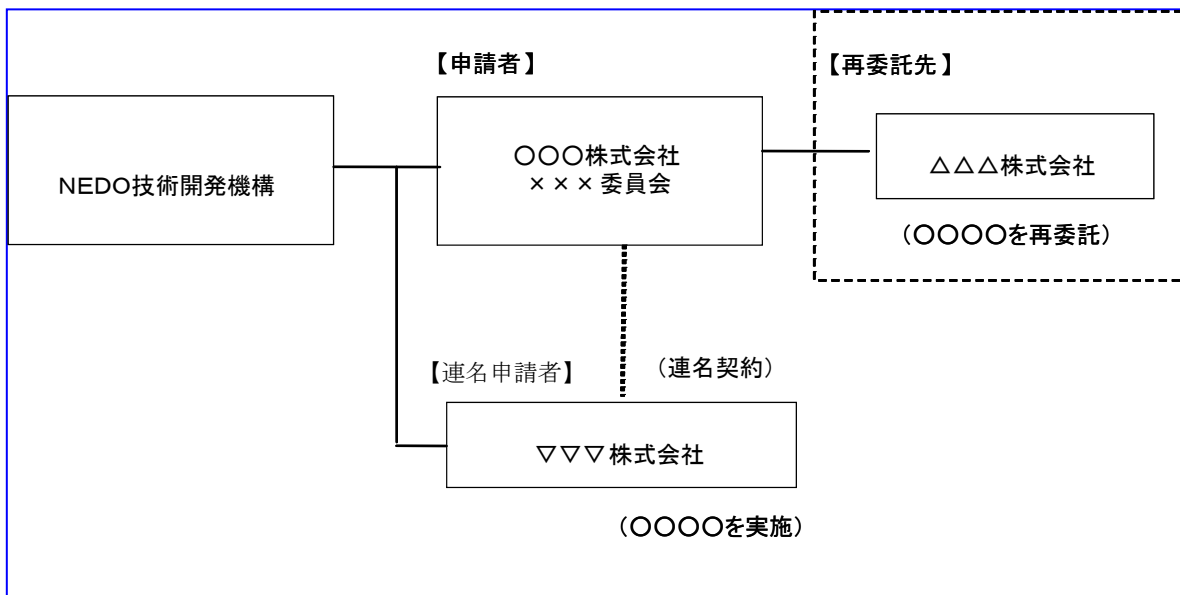 【申請者】
【再委託先】
NEDO技術開発機構
○○○株式会社
×××委員会
△△△株式会社
(○○○○を再委託)
【連名申請者】
(連名契約)
▽▽▽株式会社
(○○○○を実施)